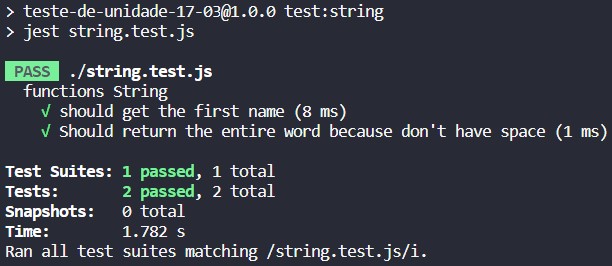 > teste-de-unidade-17-03@1.0.0 test:string
> jest string.test.js
PASS ./string.test.js
functions String
√ should get the first name (8 ms)
√ Should return the entire word because don't have space (1 ms)
Test Suites: 1 passed, 1 total
Tests: 2 passed, 2 total
Snapshots: 0 total
Time: 1.782 s
Ran all test suites matching /string.test.js/i.